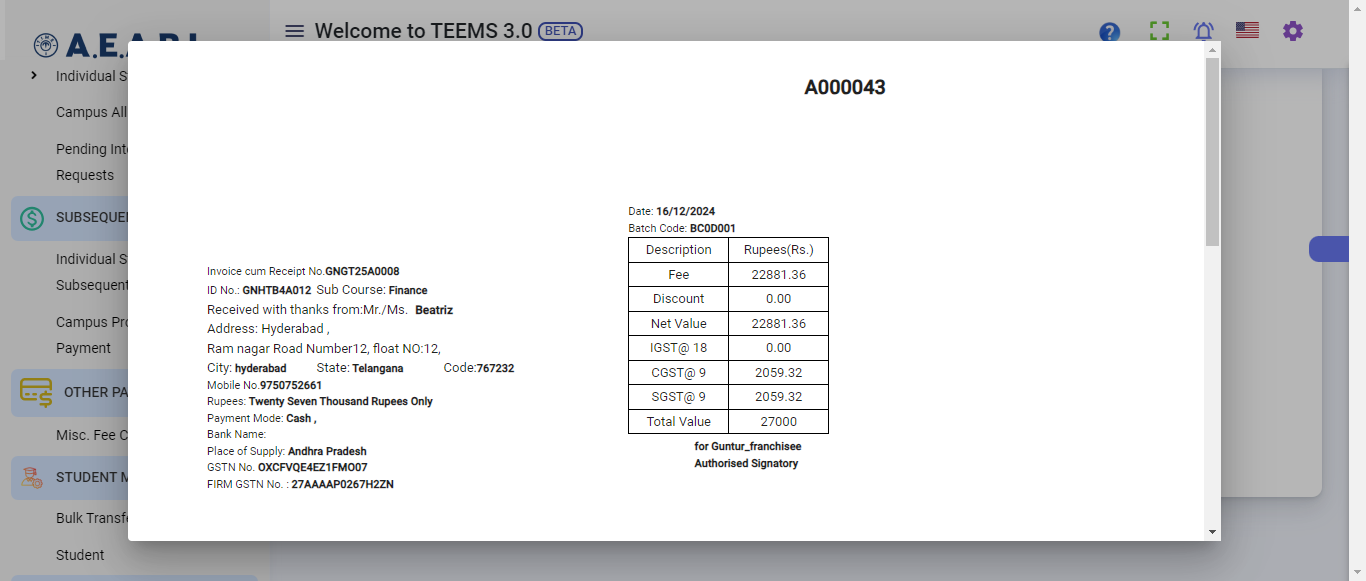 Welcome to TEEMS 3.0 BETA
Individual S
Campus All
Pending Inte
Requests
SUBSEQUEN
Individual S
Subsequent
Campus Pro
Payment
OTHER PA
Misc. Fee C
STUDENT M
Bulk Transfe
Student
A000043
Date: 16/12/2024
Batch Code: BC0D001
Description Rupees(Rs.)
Fee 22881.36
Discount 0.00
Net Value 22881.36
IGST@ 18 0.00
CGST@ 9 2059.32
SGST@ 9 2059.32
Total Value 27000
for Guntur_franchisee
Authorised Signatory
Invoice cum Receipt No.GNGT25A0008
ID No.: GNHTB4A012 Sub Course: Finance
Received with thanks from:Mr./Ms. Beatriz
Address: Hyderabad ,
Ram nagar Road Number12, float NO:12,
City: hyderabad State: Telangana Code:767232
Mobile No.9750752661
Rupees: Twenty Seven Thousand Rupees Only
Payment Mode: Cash ,
Bank Name:
Place of Supply: Andhra Pradesh
GSTN No. OXCFVQE4EZ1FMO07
FIRM GSTN No. : 27AAAAP0267H2ZN